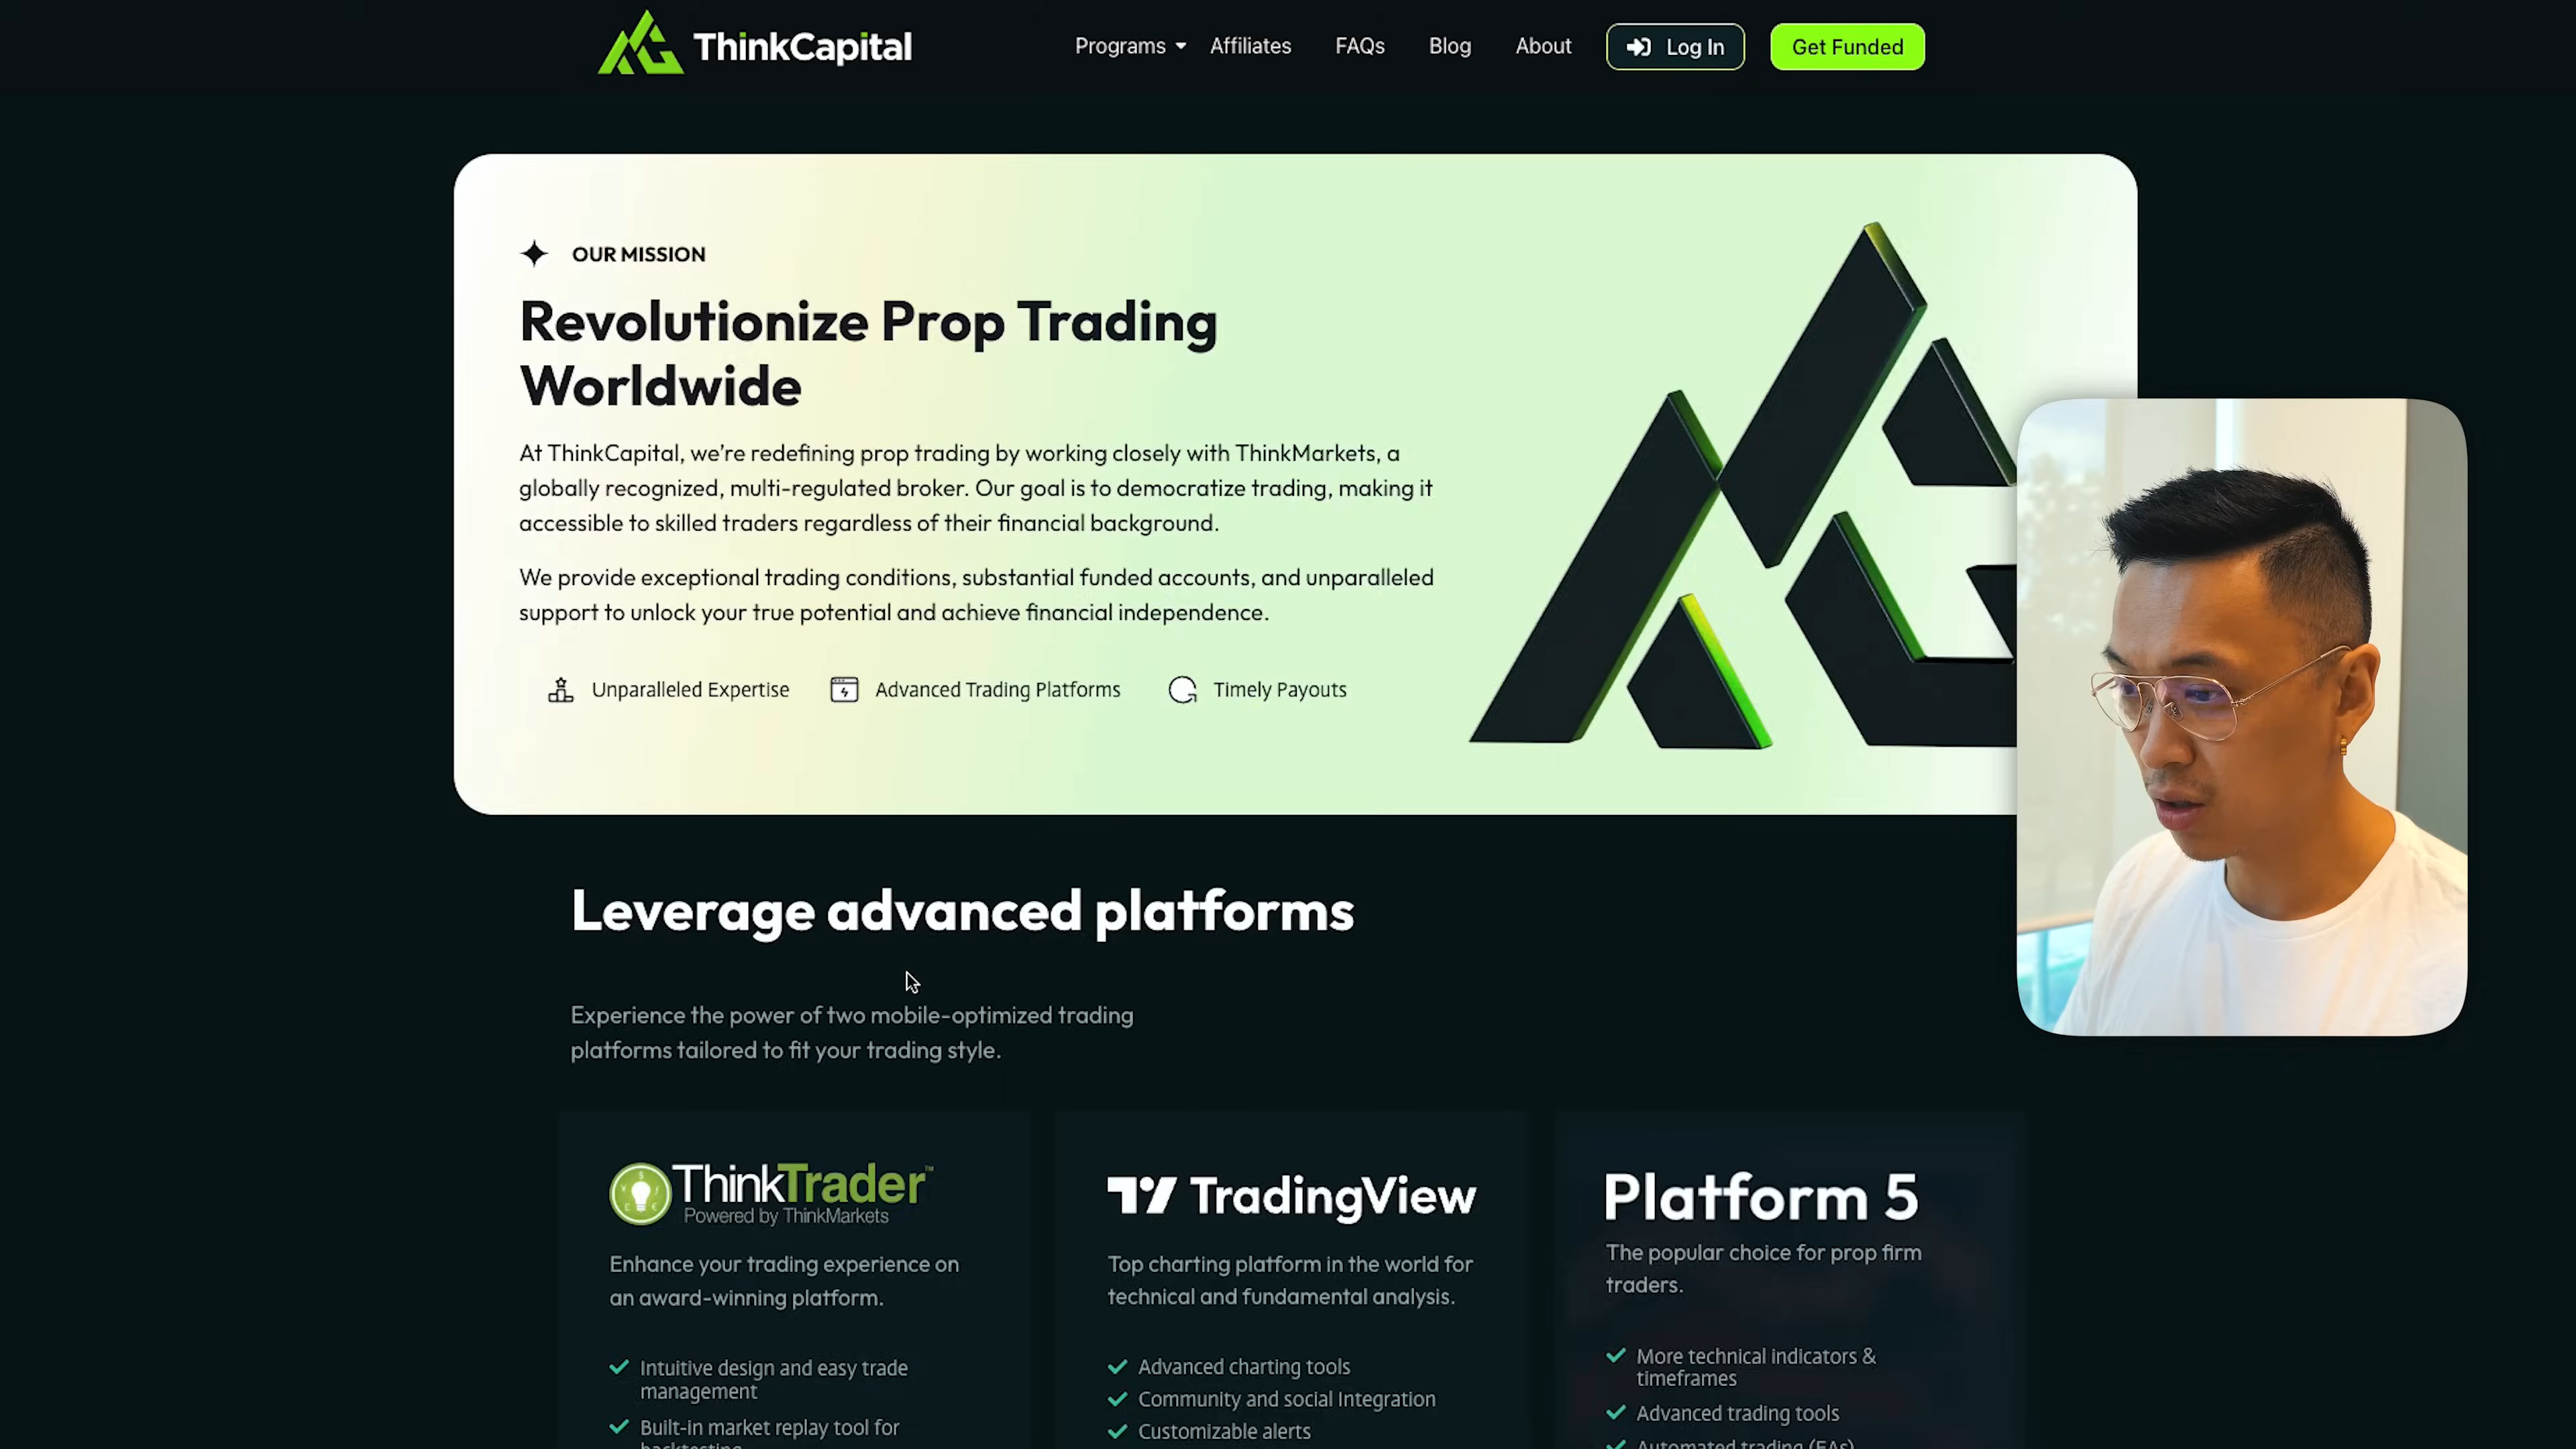 ThinkCapital
Programs
Affiliates
FAQs
Blog
About
Log In
Get Funded
OUR MISSION
Revolutionize Prop Trading
Worldwide
At ThinkCapital, we're redefining prop trading by working closely with ThinkMarkets, a
globally recognized, multi-regulated broker. Our goal is to democratize trading, making it
accessible to skilled traders regardless of their financial background.
We provide exceptional trading conditions, substantial funded accounts, and unparalleled
support to unlock your true potential and achieve financial independence.
Unparalleled Expertise
Advanced Trading Platforms
Timely Payouts
Leverage advanced platforms
Experience the power of two mobile-optimized trading
platforms tailored to fit your trading style.
ThinkTrader™
Powered by ThinkMarkets
Enhance your trading experience on
an award-winning platform.
Intuitive design and easy trade
management
Built-in market replay tool for
backtesting
TradingView
Top charting platform in the world for
technical and fundamental analysis.
Advanced charting tools
Community and social Integration
Customizable alerts
Platform 5
The popular choice for prop firm
traders.
More technical indicators &
timeframes
Advanced trading tools
Automated trading (EAs)